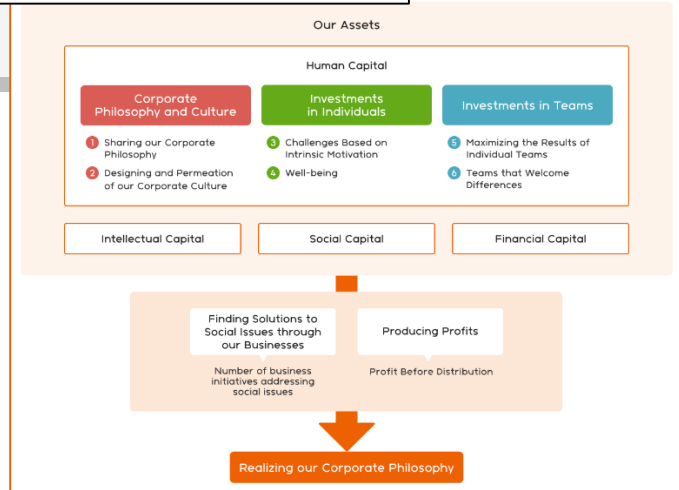 Our Assets
Human Capital
Corporate
Philosophy and Culture
1 Sharing our Corporate
Philosophy
2 Designing and Permeation
of our Corporate Culture
Investments
in Individuals
3 Challenges Based on
Intrinsic Motivation
4 Well-being
Investments in Teams
5 Maximizing the Results of
Individual Teams
6 Teams that Welcome
Differences
Intellectual Capital
Social Capital
Financial Capital
Finding Solutions to
Social Issues through
our Businesses
Number of business
initiatives addressing
social issues
Producing Profits
Profit Before Distribution
Realizing our Corporate Philosophy